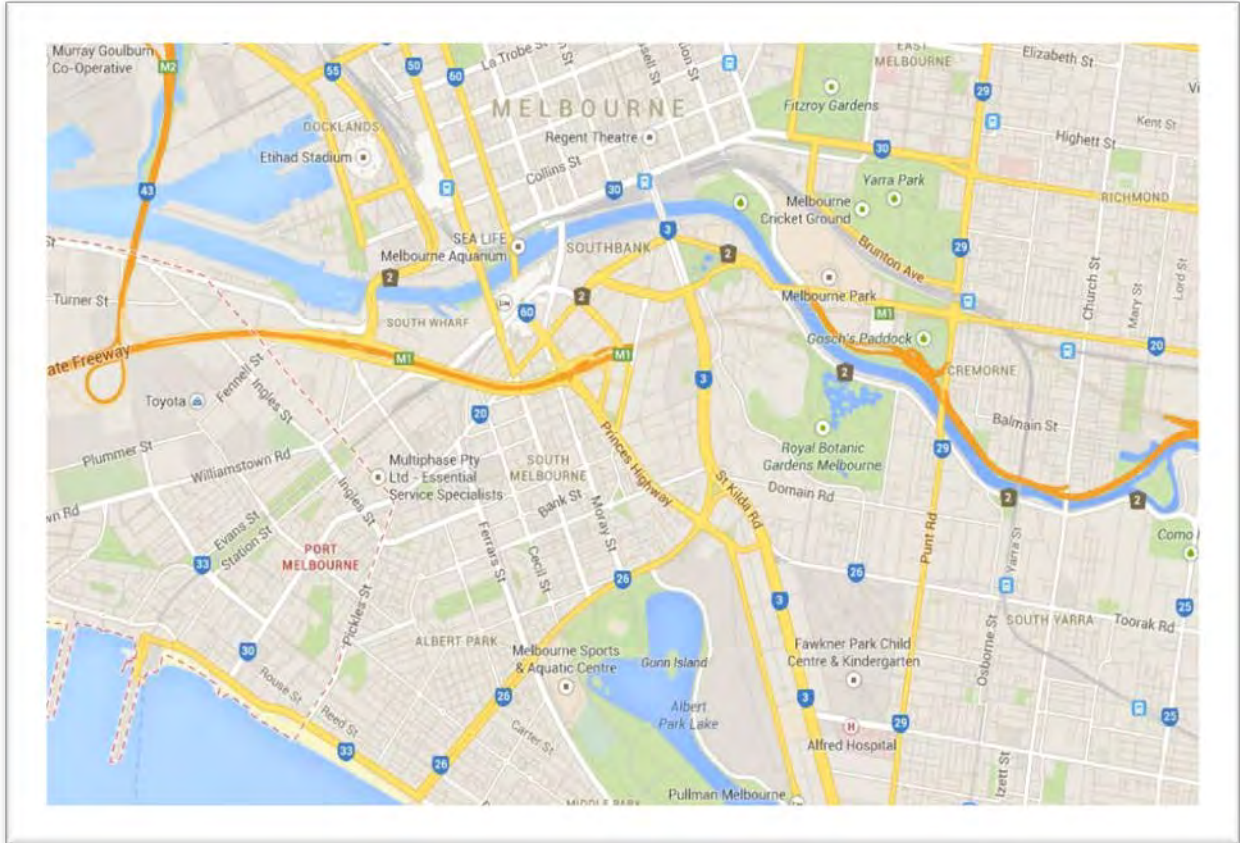 Murray Goulburn
Co-Operative
M2
55
50
60
La Trobe St
EAST
MELBOURNE
Elizabeth St
29
Fitzroy Gardens
MELBOURNE
DOCKLANDS
Etihad Stadium
Regent Theatre
Collins St
Kent St
Highett St
30
43
30
Yarra Park
RICHMOND
Melbourne
Cricket Ground
SEA LIFE
Melbourne Aquarium
SOUTHBANK
3
2
Brunton Ave
29
Church St
Mary St
Lord St
St
2
2
Turner St
60
Melbourne Park
M1
SOUTH WHARF
Gosch's Paddock
20
ate Freeway
M1
M1
2
3
CREMORNE
Fennell St
Ingles St
Toyota
20
Balmain St
Plummer St
Williamstown Rd
Princes Highway
Royal Botanic
Gardens Melbourne
29
Multiphase Pty
Ltd - Essential
Service Specialists
SOUTH
MELBOURNE
Ingles St
Bank St
Moray St
St Kilda Rd
Domain Rd
2
2
wn Rd
Evans St
Station St
Ferrars St
Cecil St
Punt Rd
Yarra St
Como
PORT
MELBOURNE
33
26
26
3
25
Pickles St
SOUTH YARRA
Toorak Rd
30
ALBERT PARK
Melbourne Sports
& Aquatic Centre
Gunn Island
Fawkner Park Child
Centre & Kindergarten
Osborne St
Rouse St
Reed St
26
Albert
Park Lake
3
29
25
33
Carter St
26
Alfred Hospital
H
Izett St
Pullman Melbourne
MIDDLE PARK